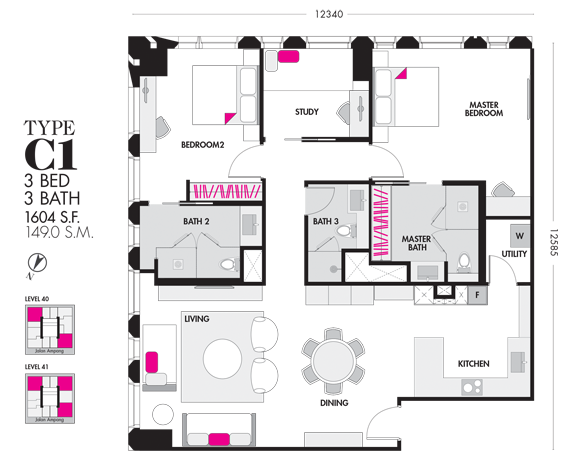 12340
TYPE
C1
3 BED
3 BATH
1604 S.F.
149.0 S.M.
N
LEVEL 40
Jalan Ampang
LEVEL 41
Jalan Ampang
STUDY
MASTER
BEDROOM
BEDROOM2
BATH 2
BATH 3
MASTER
BATH
W
UTILITY
12585
F
LIVING
KITCHEN
DINING